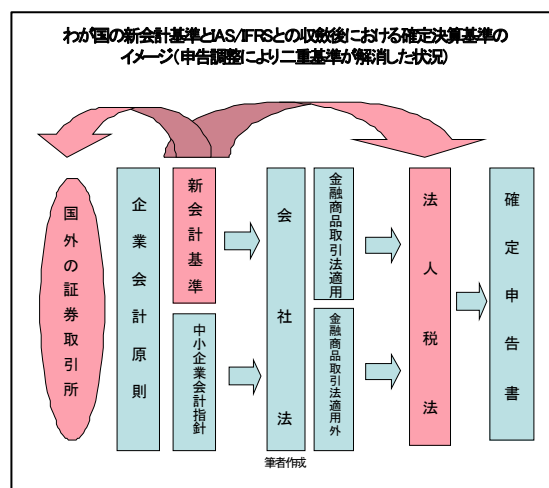 わが国の新会計基準とIAS/IFRSとの収斂後における確定決算基準の
イメージ(申告調整により二重基準が解消した状況)
国外の証券取引所
企業会計原則
新会計基準
中小企業会計指針
会社法
金融商品取引法適用
金融商品取引法適用外
法人税法
確定申告書
筆者作成